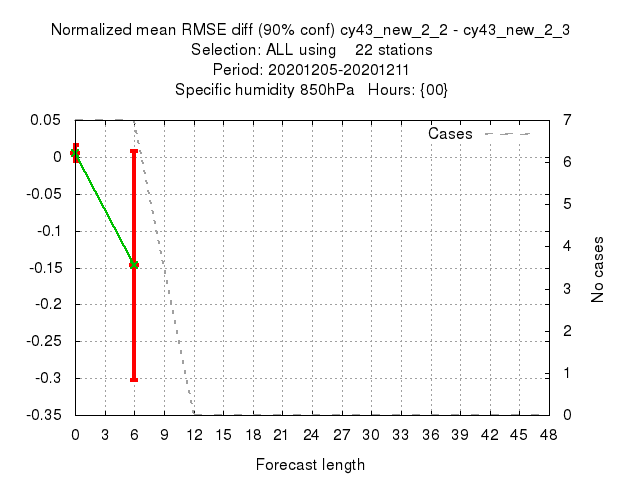 Normalized mean RMSE diff (90% conf) cy43_new_2_2 - cy43_new_2_3
Selection: ALL using    22 stations
Period: 20201205-20201211
Specific humidity 850hPa   Hours: {00}
Cases
0.05
0
-0.05
-0.1
-0.15
-0.2
-0.25
-0.3
-0.35
7
6
5
4
3
2
1
0
No cases
0 3 6 9 12 15 18 21 24 27 30 33 36 39 42 45 48
Forecast length